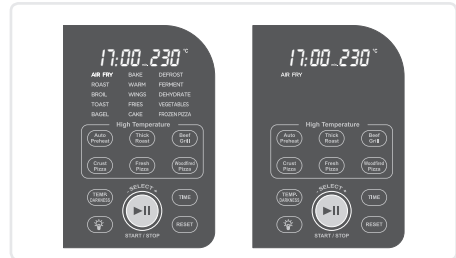 17:00 230 °C
AIR FRY BAKE DEFROST
ROAST WARM FERMENT
BROIL WINGS DEHYDRATE
TOAST FRIES VEGETABLES
BAGEL CAKE FROZEN PIZZA
High Temperature
Auto Preheat Thick Roast Beef Grill
Crust Pizza Fresh Pizza Woodfired Pizza
- SELECT +
TEMP. DARKNESS TIME
RESET
START / STOP
17:00 230 °C
AIR FRY
High Temperature
Auto Preheat Thick Roast Beef Grill
Crust Pizza Fresh Pizza Woodfired Pizza
- SELECT +
TEMP. DARKNESS TIME
RESET
START / STOP